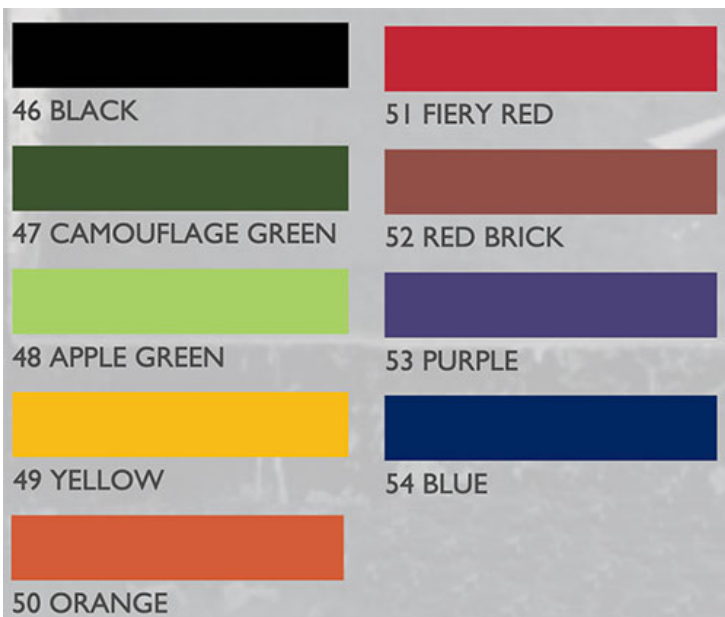 46 BLACK
47 CAMOUFLAGE GREEN
48 APPLE GREEN
49 YELLOW
50 ORANGE
51 FIERY RED
52 RED BRICK
53 PURPLE
54 BLUE